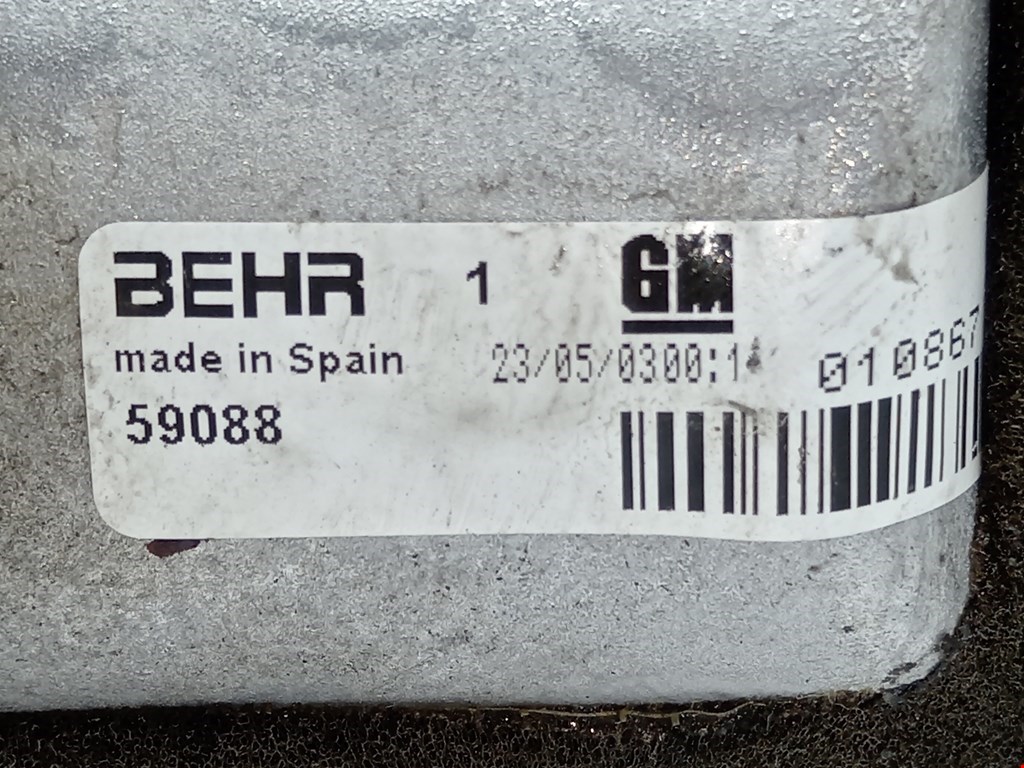 BEHR 1 GM
made in Spain 23/05/0300:1 010867
59088